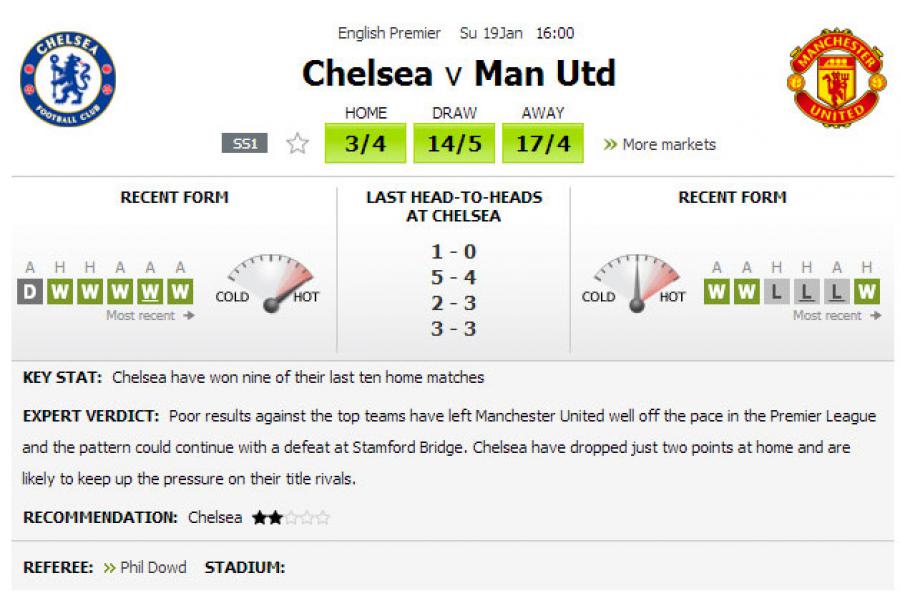 English Premier Su 19Jan 16:00
CHELSEA
FOOTBALL CLUB
Chelsea v Man Utd
MANCHESTER
UNITED
HOME DRAW AWAY
SS1 3/4 14/5 17/4 » More markets
RECENT FORM
A H H A A A
D W W W W W
Most recent →
COLD HOT
LAST HEAD-TO-HEADS
AT CHELSEA
1 - 0
5 - 4
2 - 3
3 - 3
RECENT FORM
COLD HOT
A A H H A H
W W L L L W
Most recent →
KEY STAT: Chelsea have won nine of their last ten home matches
EXPERT VERDICT: Poor results against the top teams have left Manchester United well off the pace in the Premier League
and the pattern could continue with a defeat at Stamford Bridge. Chelsea have dropped just two points at home and are
likely to keep up the pressure on their title rivals.
RECOMMENDATION: Chelsea ★★☆☆☆
REFEREE: » Phil Dowd STADIUM: